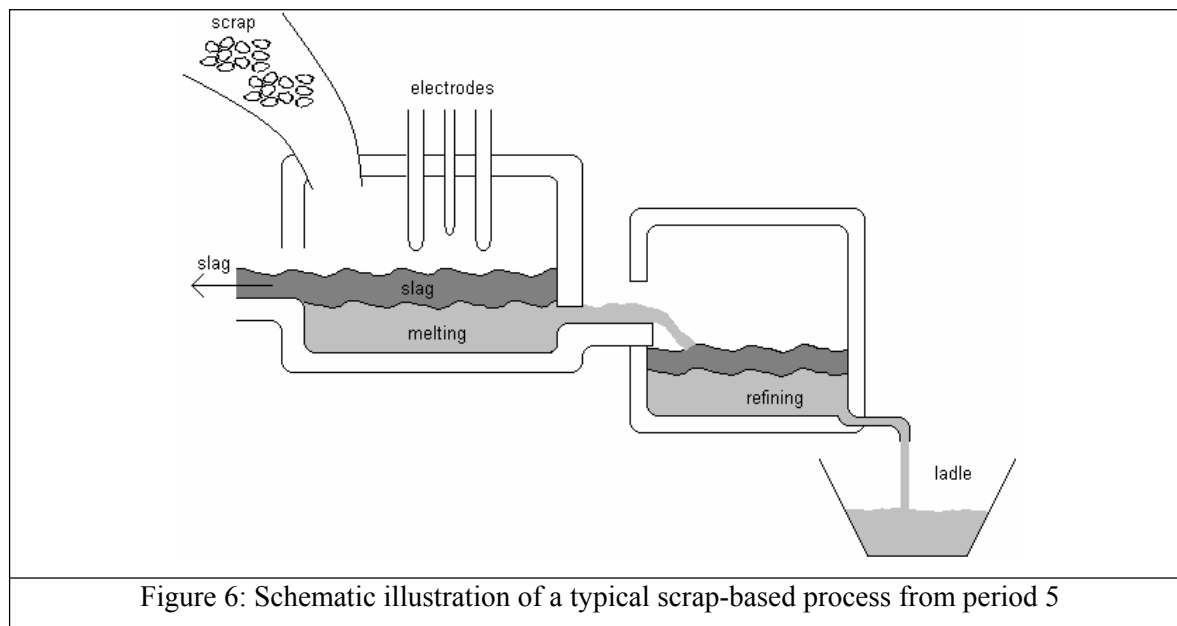 scrap
electrodes
slag
slag
melting
refining
ladle
Figure 6: Schematic illustration of a typical scrap-based process from period 5